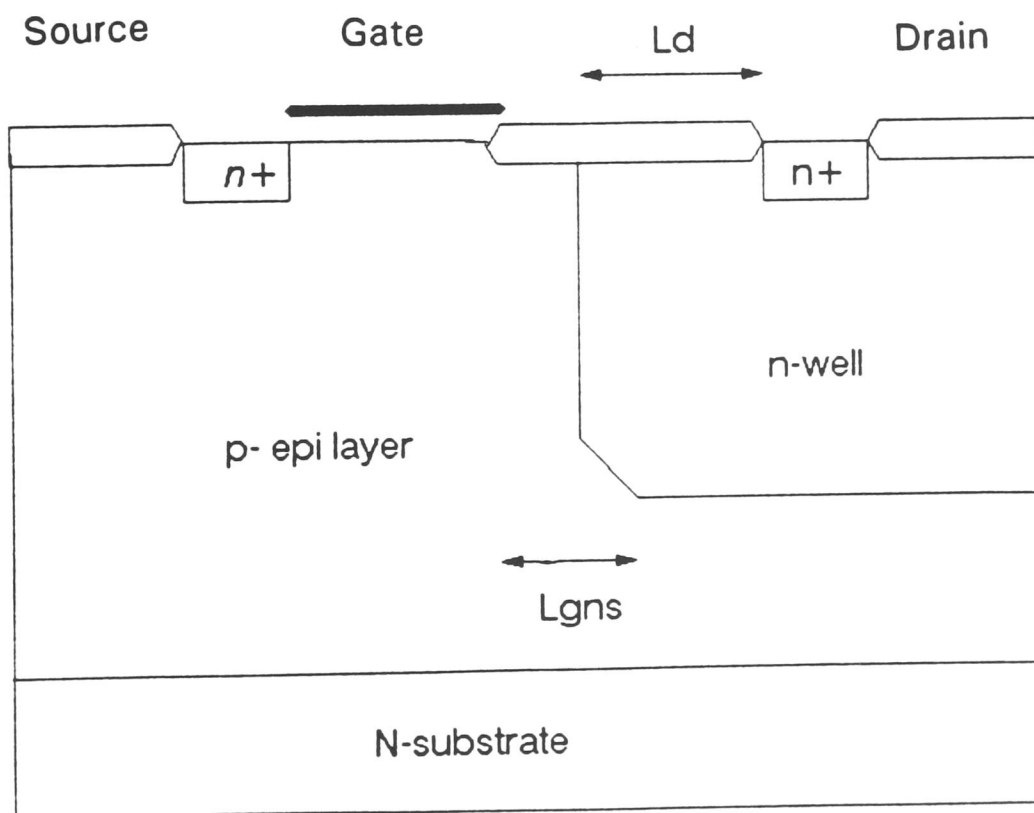 Source Gate Ld Drain
n+ n+
n-well
p- epi layer
Lgns
N-substrate